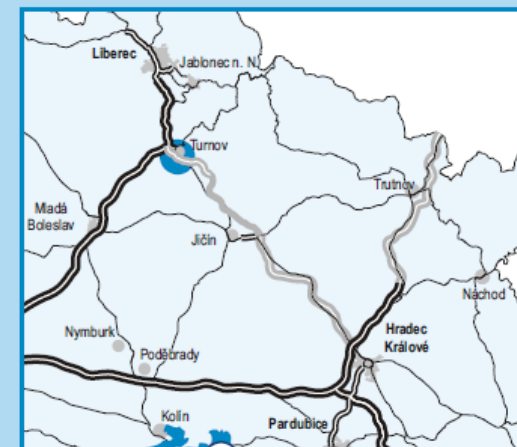 Liberec
Jablonec n. N.
Turnov
Trutnov
Mladá
Boleslav
Jičín
Náchod
Nymburk
Hradec
Králové
Poděbrady
Kolín
Pardubice